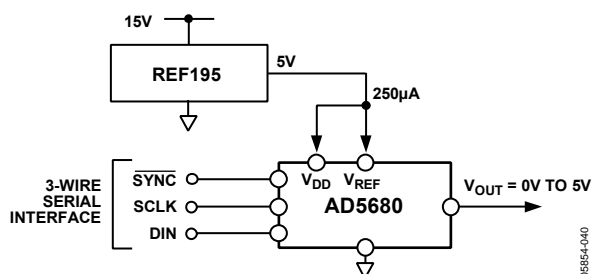 15V
REF195
5V
250µA
3-WIRE
SERIAL
INTERFACE
SYNC
SCLK
DIN
VDD
VREF
AD5680
VOUT = 0V TO 5V
05854-040